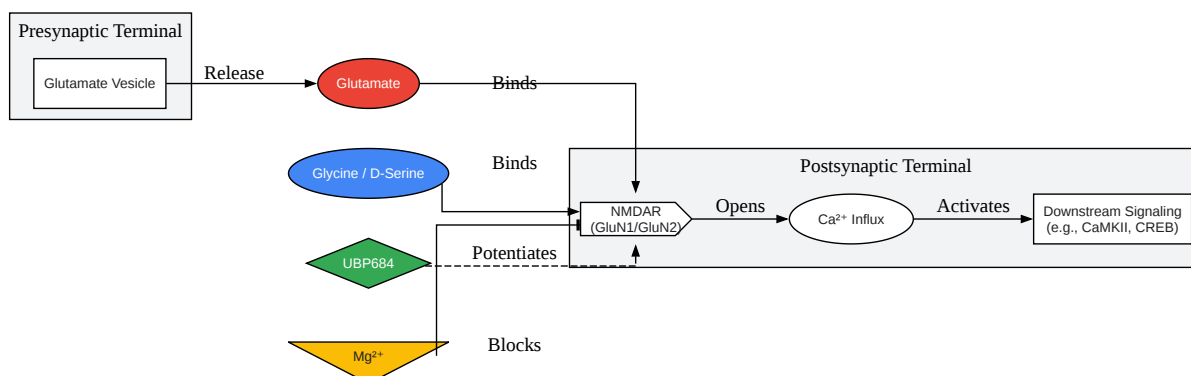 Presynaptic Terminal
Glutamate Vesicle
Release
Glutamate
Binds
Glycine / D-Serine
Binds
Postsynaptic Terminal
NMDAR
(GluN1/GluN2)
Opens
Ca²⁺ Influx
Activates
Downstream Signaling
(e.g., CaMKII, CREB)
UBP684
Potentiates
Mg²⁺
Blocks